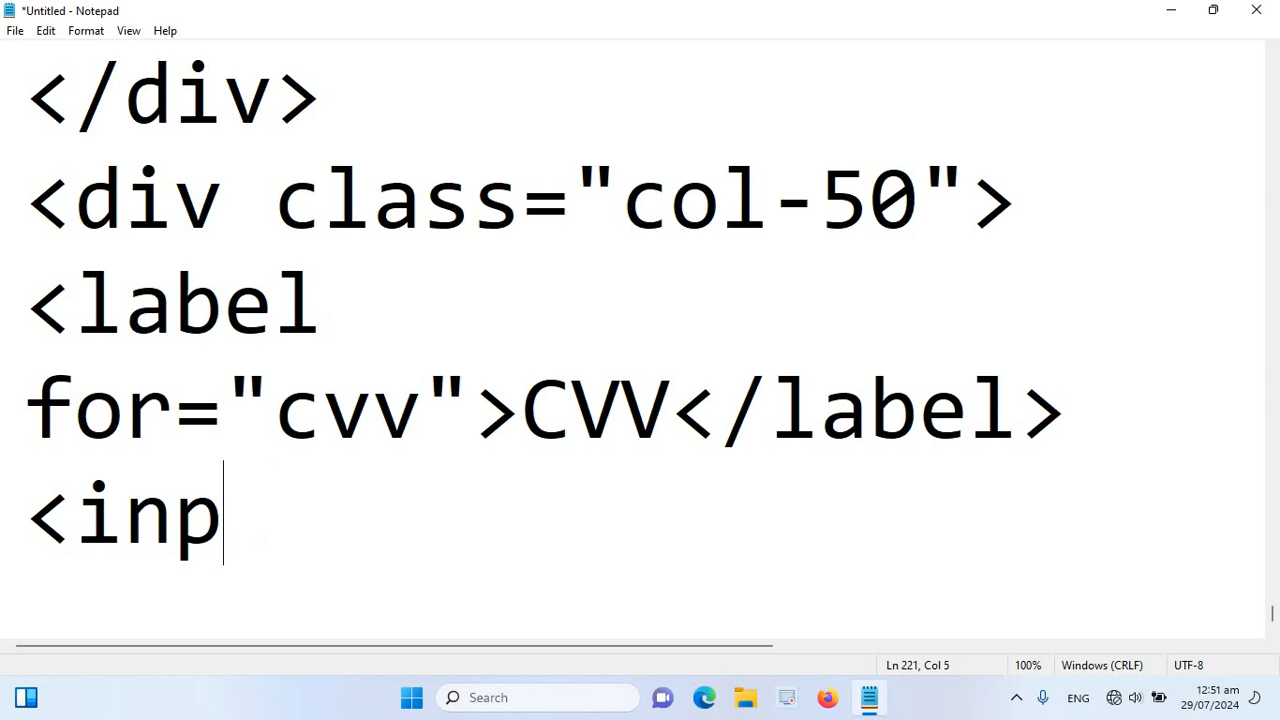 *Untitled - Notepad
File Edit Format View Help
</div>
<div class="col-50">
<label
for="cvv">CVV</label>
<inp
Ln 221, Col 5 100% Windows (CRLF) UTF-8
Search ENG 12:51 am
29/07/2024